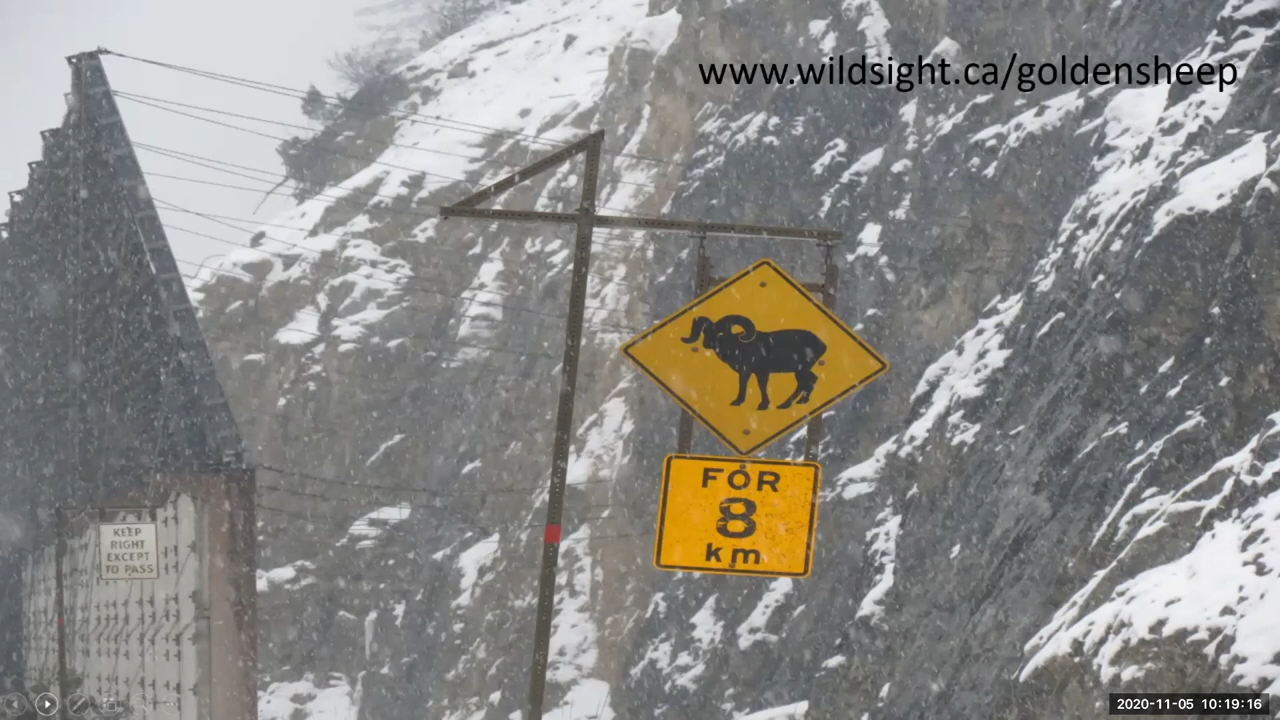 www.wildsight.ca/goldensheep
FOR
8
km
KEEP
RIGHT
EXCEPT
TO PASS
2020-11-05 10:19:16